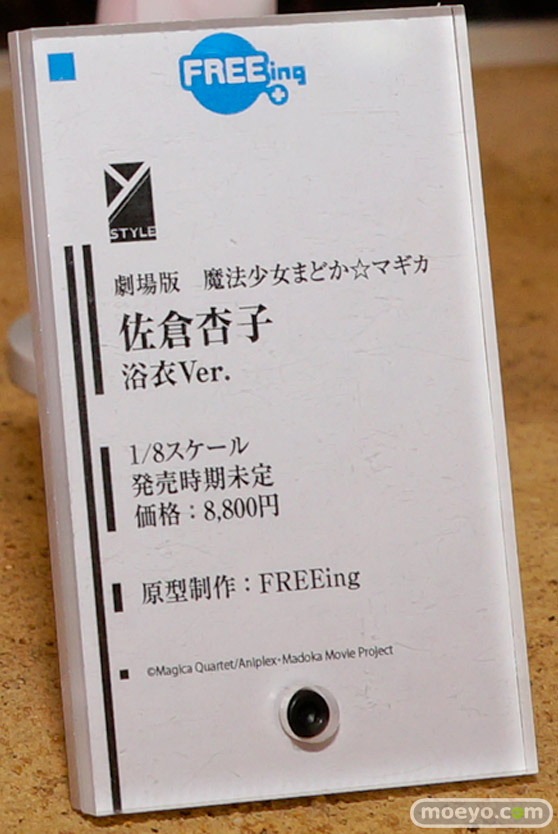 FREEing
Y
STYLE
劇場版　魔法少女まどか☆マギカ
佐倉杏子
浴衣Ver.
1/8スケール
発売時期未定
価格：8,800円
原型制作：FREEing
©Magica Quartet/Aniplex・Madoka Movie Project
moeyo.com